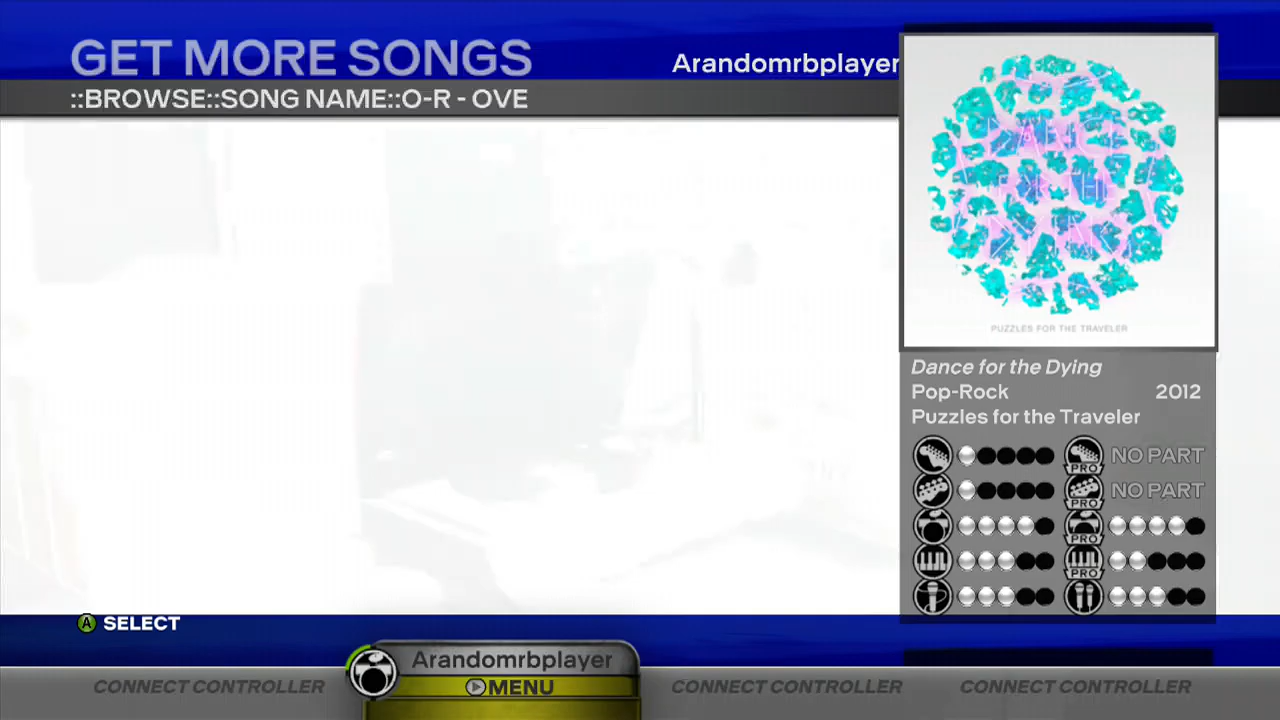 GET MORE SONGS
Arandomrbplayer
::BROWSE::SONG NAME::O-R - OVE
PUZZLES FOR THE TRAVELER
Dance for the Dying
Pop-Rock 2012
Puzzles for the Traveler
PRO NO PART
PRO NO PART
PRO
PRO
A SELECT
Arandomrbplayer
MENU
CONNECT CONTROLLER
CONNECT CONTROLLER
CONNECT CONTROLLER